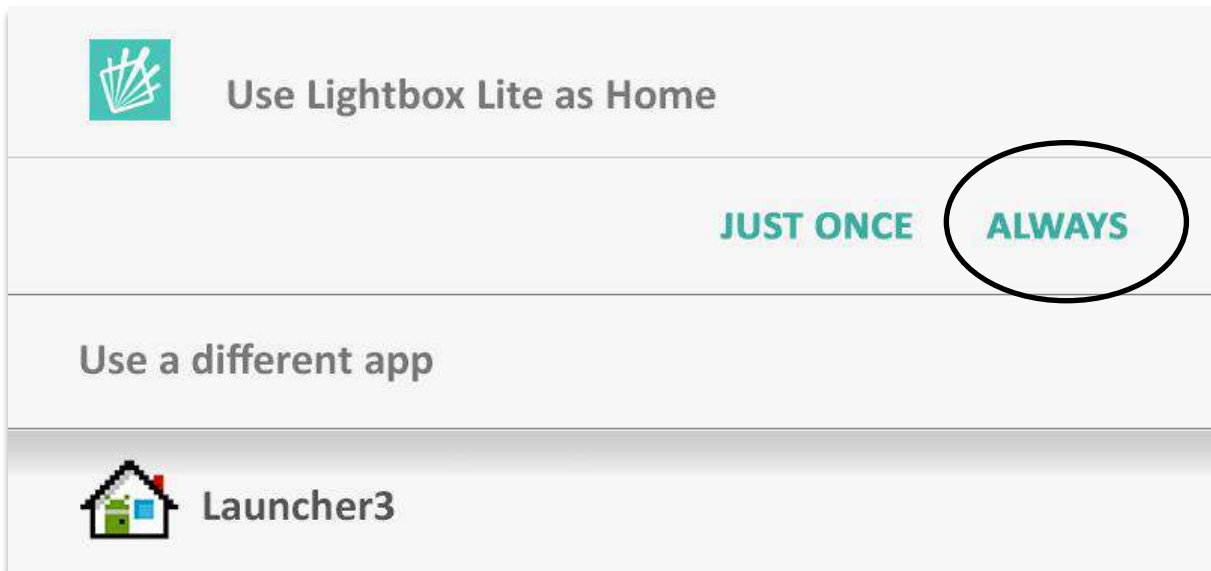 Use Lightbox Lite as Home
JUST ONCE ALWAYS
Use a different app
Launcher3